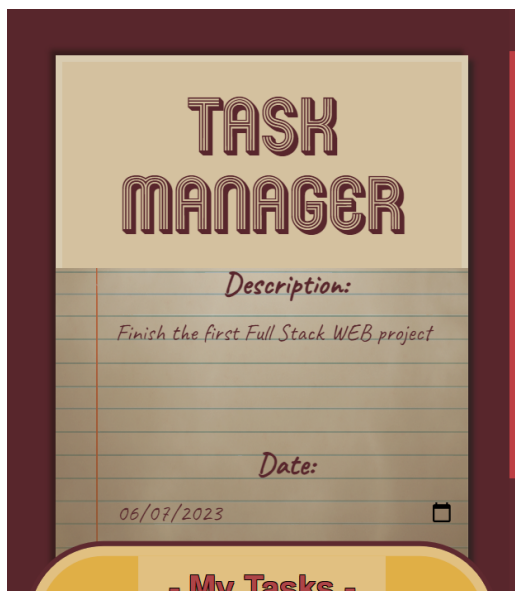 TASK
MANAGER
Description:
Finish the first Full Stack WEB project
Date:
06/07/2023
- My Tasks -